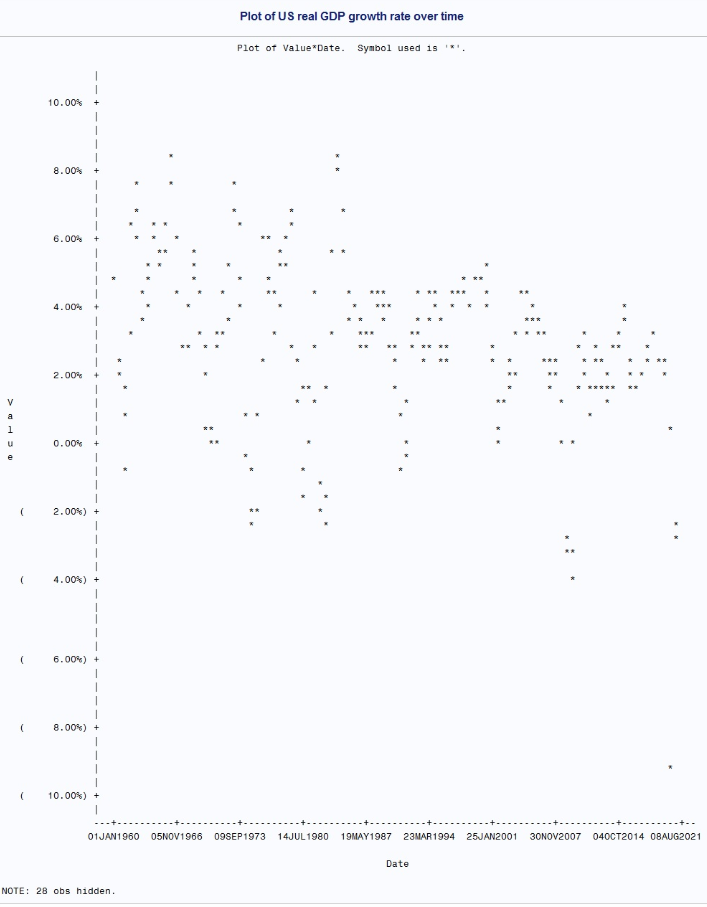 Plot of US real GDP growth rate over time
Plot of Value*Date.  Symbol used is '*'.
10.00%
8.00%
6.00%
4.00%
2.00%
Value
0.00%
( 2.00%)
( 4.00%)
( 6.00%)
( 8.00%)
( 10.00%)
01JAN1960 05NOV1966 09SEP1973 14JUL1980 19MAY1987 23MAR1994 25JAN2001 30NOV2007 04OCT2014 08AUG2021
Date
NOTE: 28 obs hidden.